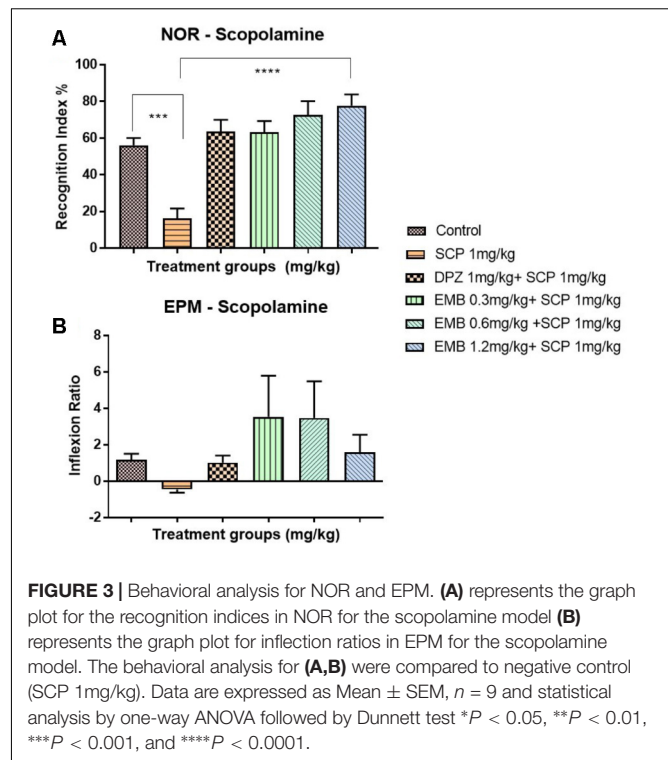 A
NOR - Scopolamine
****
***
Recognition Index %
100
80
60
40
20
0
Treatment groups (mg/kg)
Control
SCP 1mg/kg
DPZ 1mg/kg+ SCP 1mg/kg
EMB 0.3mg/kg+ SCP 1mg/kg
EMB 0.6mg/kg +SCP 1mg/kg
EMB 1.2mg/kg+ SCP 1mg/kg
B
EPM - Scopolamine
Inflexion Ratio
8
6
4
2
0
-2
Treatment groups (mg/kg)
FIGURE 3 | Behavioral analysis for NOR and EPM. (A) represents the graph
plot for the recognition indices in NOR for the scopolamine model (B)
represents the graph plot for inflection ratios in EPM for the scopolamine
model. The behavioral analysis for (A,B) were compared to negative control
(SCP 1mg/kg). Data are expressed as Mean ± SEM, n = 9 and statistical
analysis by one-way ANOVA followed by Dunnett test *P < 0.05, **P < 0.01,
***P < 0.001, and ****P < 0.0001.